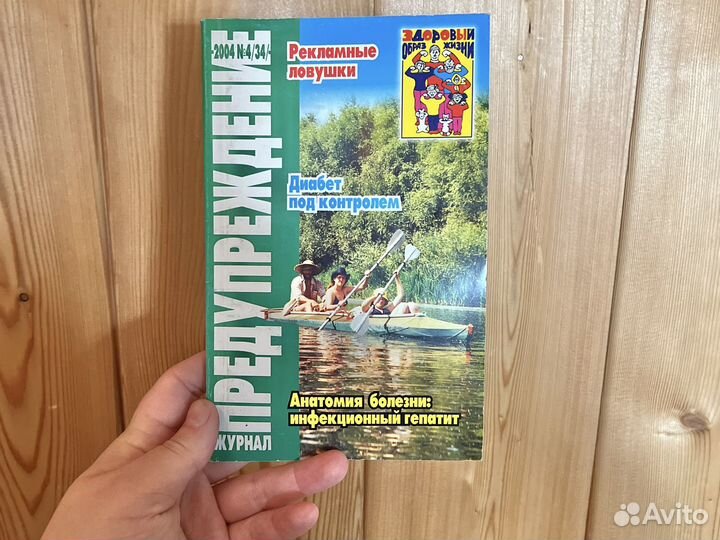 -2004 №4/34/-
ПРЕДУПРЕЖДЕНИЕ
ЖУРНАЛ
Рекламные
ловушки
ЗДОРОВЫЙ
ОБРАЗ ЖИЗНИ
Диабет
под контролем
Анатомия болезни:
инфекционный гепатит
Avito